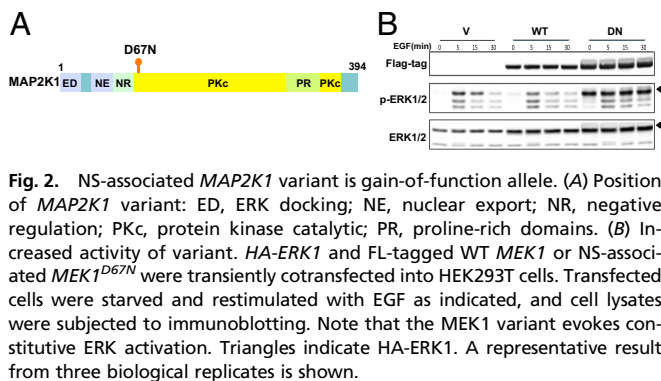 A
D67N
1
394
MAP2K1
ED
NE
NR
PKc
PR
PKc
B
V
WT
DN
EGF(min)
0 5 15 30 0 5 15 30 0 5 15 30
Flag-tag
p-ERK1/2
ERK1/2
Fig. 2. NS-associated MAP2K1 variant is gain-of-function allele. (A) Position
of MAP2K1 variant: ED, ERK docking; NE, nuclear export; NR, negative
regulation; PKc, protein kinase catalytic; PR, proline-rich domains. (B) In-
creased activity of variant. HA-ERK1 and FL-tagged WT MEK1 or NS-associ-
ated MEK1D67N were transiently cotransfected into HEK293T cells. Transfected
cells were starved and restimulated with EGF as indicated, and cell lysates
were subjected to immunoblotting. Note that the MEK1 variant evokes con-
stitutive ERK activation. Triangles indicate HA-ERK1. A representative result
from three biological replicates is shown.